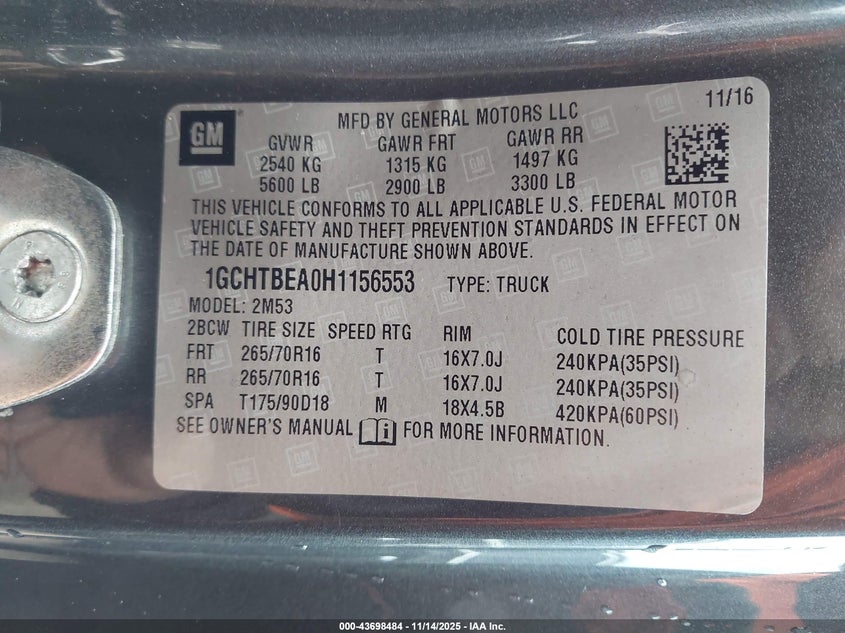 11/16
GM
MFD BY GENERAL MOTORS LLC
GVWR GAWR FRT GAWR RR
2540 KG 1315 KG 1497 KG
5600 LB 2900 LB 3300 LB
THIS VEHICLE CONFORMS TO ALL APPLICABLE U.S. FEDERAL MOTOR
VEHICLE SAFETY AND THEFT PREVENTION STANDARDS IN EFFECT ON
THE DATE OF MANUFACTURE SHOWN ABOVE.
1GCHTBEA0H1156553 TYPE: TRUCK
MODEL: 2M53
2BCW TIRE SIZE SPEED RTG RIM COLD TIRE PRESSURE
FRT 265/70R16 T 16X7.0J 240KPA(35PSI)
RR 265/70R16 T 16X7.0J 240KPA(35PSI)
SPA T175/90D18 M 18X4.5B 420KPA(60PSI)
SEE OWNER'S MANUAL i FOR MORE INFORMATION.
000-43698484 - 11/14/2025 - IAA Inc.